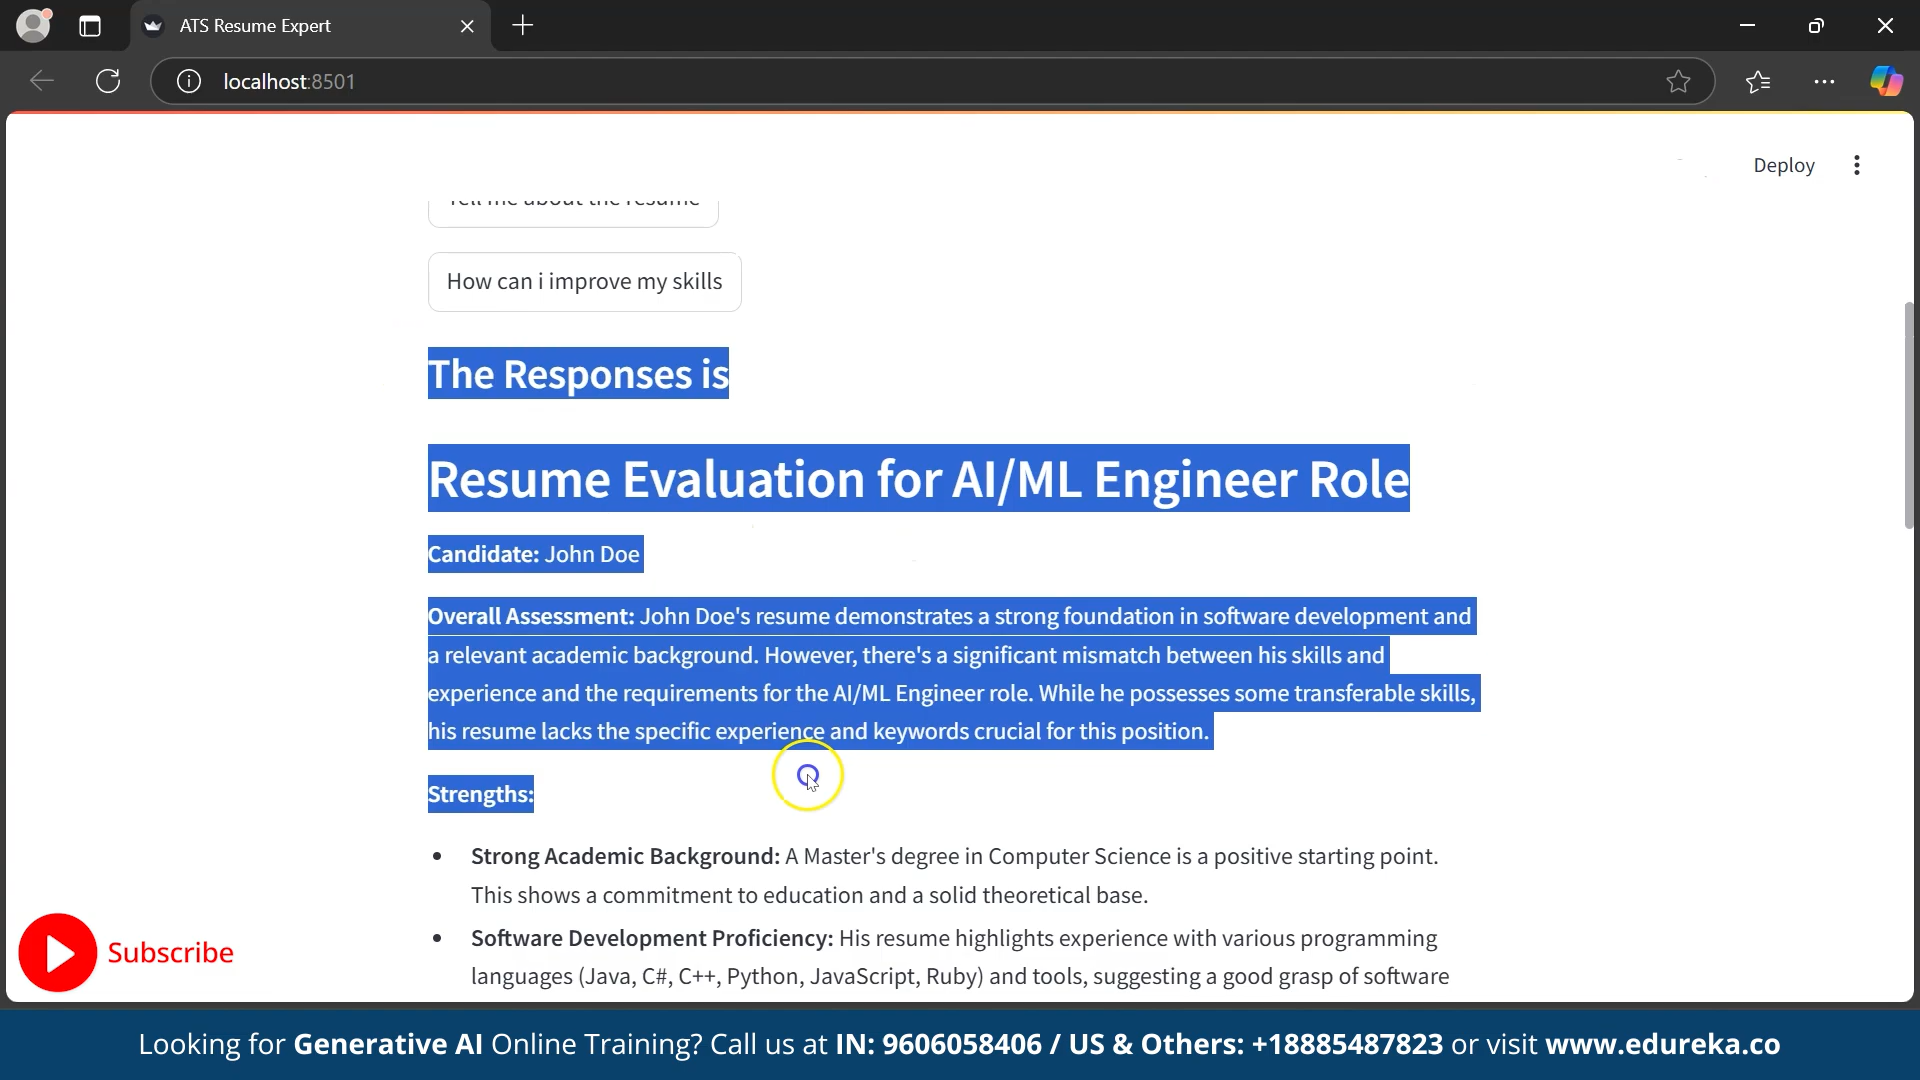 ATS Resume Expert
localhost:8501
Deploy
Tell me about the resume
How can i improve my skills
The Responses is
Resume Evaluation for AI/ML Engineer Role
Candidate: John Doe
Overall Assessment: John Doe's resume demonstrates a strong foundation in software development and
a relevant academic background. However, there's a significant mismatch between his skills and
experience and the requirements for the AI/ML Engineer role. While he possesses some transferable skills,
his resume lacks the specific experience and keywords crucial for this position.
Strengths:
Strong Academic Background: A Master's degree in Computer Science is a positive starting point.
This shows a commitment to education and a solid theoretical base.
Software Development Proficiency: His resume highlights experience with various programming
languages (Java, C#, C++, Python, JavaScript, Ruby) and tools, suggesting a good grasp of software
Subscribe
Looking for Generative AI Online Training? Call us at IN: 9606058406 / US & Others: +18885487823 or visit www.edureka.co